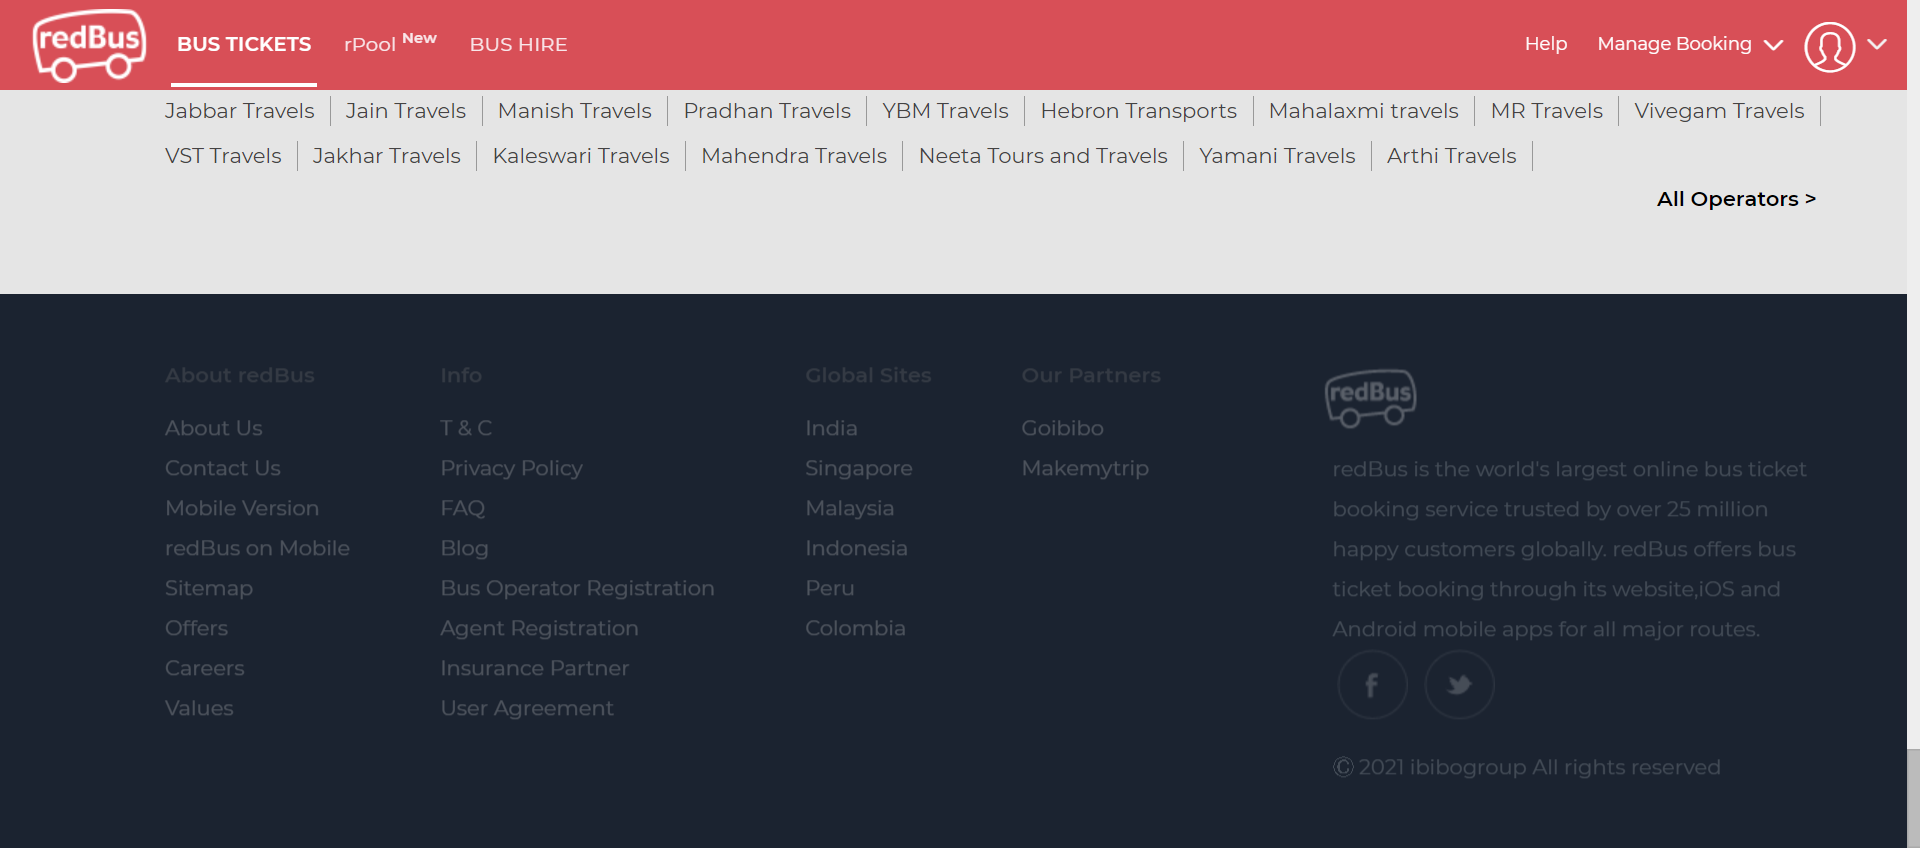 redBus BUS TICKETS rPool New BUS HIRE Help Manage Booking
Jabbar Travels Jain Travels Manish Travels Pradhan Travels YBM Travels Hebron Transports Mahalaxmi travels MR Travels Vivegam Travels
VST Travels Jakhar Travels Kaleswari Travels Mahendra Travels Neeta Tours and Travels Yamani Travels Arthi Travels
All Operators >
About redBus
About Us
Contact Us
Mobile Version
redBus on Mobile
Sitemap
Offers
Careers
Values
Info
T & C
Privacy Policy
FAQ
Blog
Bus Operator Registration
Agent Registration
Insurance Partner
User Agreement
Global Sites
India
Singapore
Malaysia
Indonesia
Peru
Colombia
Our Partners
Goibibo
Makemytrip
redBus
redBus is the world's largest online bus ticket
booking service trusted by over 25 million
happy customers globally. redBus offers bus
ticket booking through its website,iOS and
Android mobile apps for all major routes.
Ⓒ 2021 ibibogroup All rights reserved